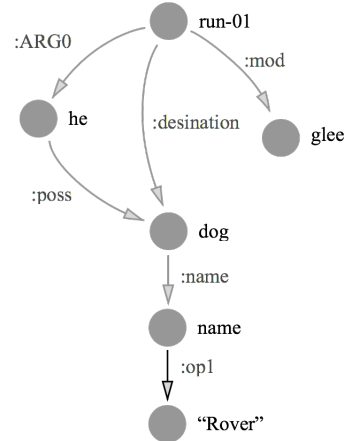 run-01
:ARG0
:mod
he
:desination
glee
:poss
dog
:name
name
:op1
“Rover”